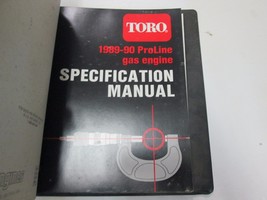 TORO
1989-90 ProLine
gas engine
SPECIFICATION
MANUAL